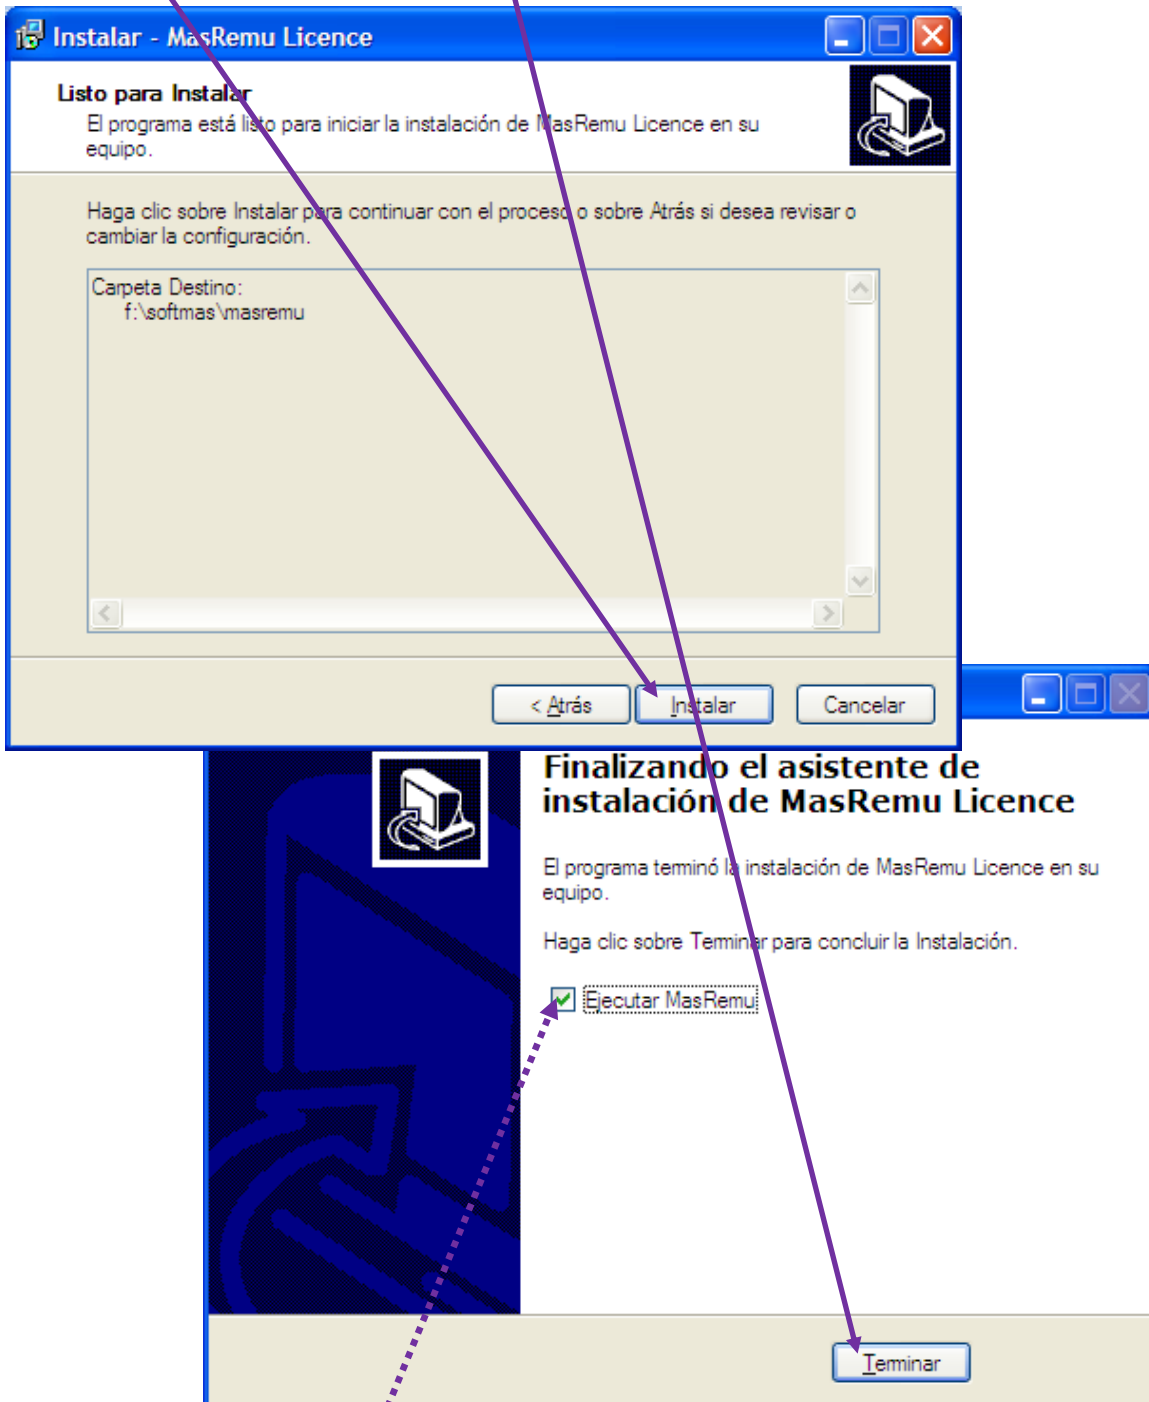 Instalar - MasRemu Licence
Listo para Instalar
El programa está listo para iniciar la instalación de MasRemu Licence en su
equipo.
Haga clic sobre Instalar para continuar con el proceso o sobre Atrás si desea revisar o
cambiar la configuración.
Carpeta Destino:
f:\softmas\masremu
< Atrás
Instalar
Cancelar
Finalizando el asistente de
instalación de MasRemu Licence
El programa terminó la instalación de MasRemu Licence en su
equipo.
Haga clic sobre Terminar para concluir la Instalación.
Ejecutar MasRemu
Terminar